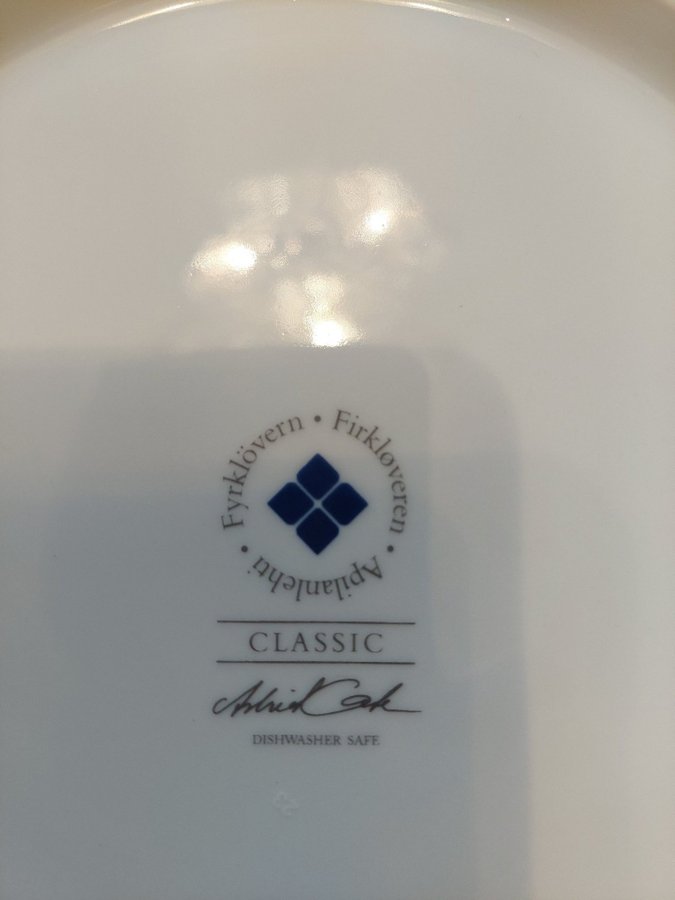 Fyrklövern • Firkløveren • Apilanlehti •
CLASSIC
DISHWASHER SAFE